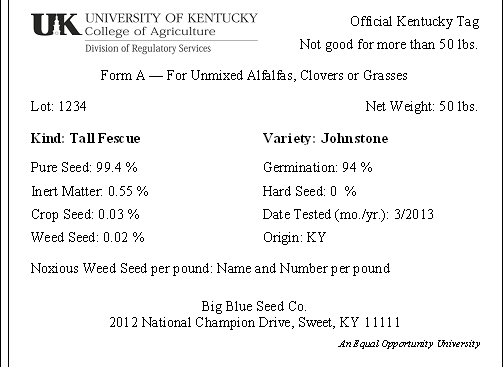 UK UNIVERSITY OF KENTUCKY
College of Agriculture
Division of Regulatory Services
Official Kentucky Tag
Not good for more than 50 lbs.
Form A — For Unmixed Alfalfas, Clovers or Grasses
Lot: 1234 Net Weight: 50 lbs.
Kind: Tall Fescue Variety: Johnstone
Pure Seed: 99.4 % Germination: 94 %
Inert Matter: 0.55 % Hard Seed: 0 %
Crop Seed: 0.03 % Date Tested (mo./yr.): 3/2013
Weed Seed: 0.02 % Origin: KY
Noxious Weed Seed per pound: Name and Number per pound
Big Blue Seed Co.
2012 National Champion Drive, Sweet, KY 11111
An Equal Opportunity University